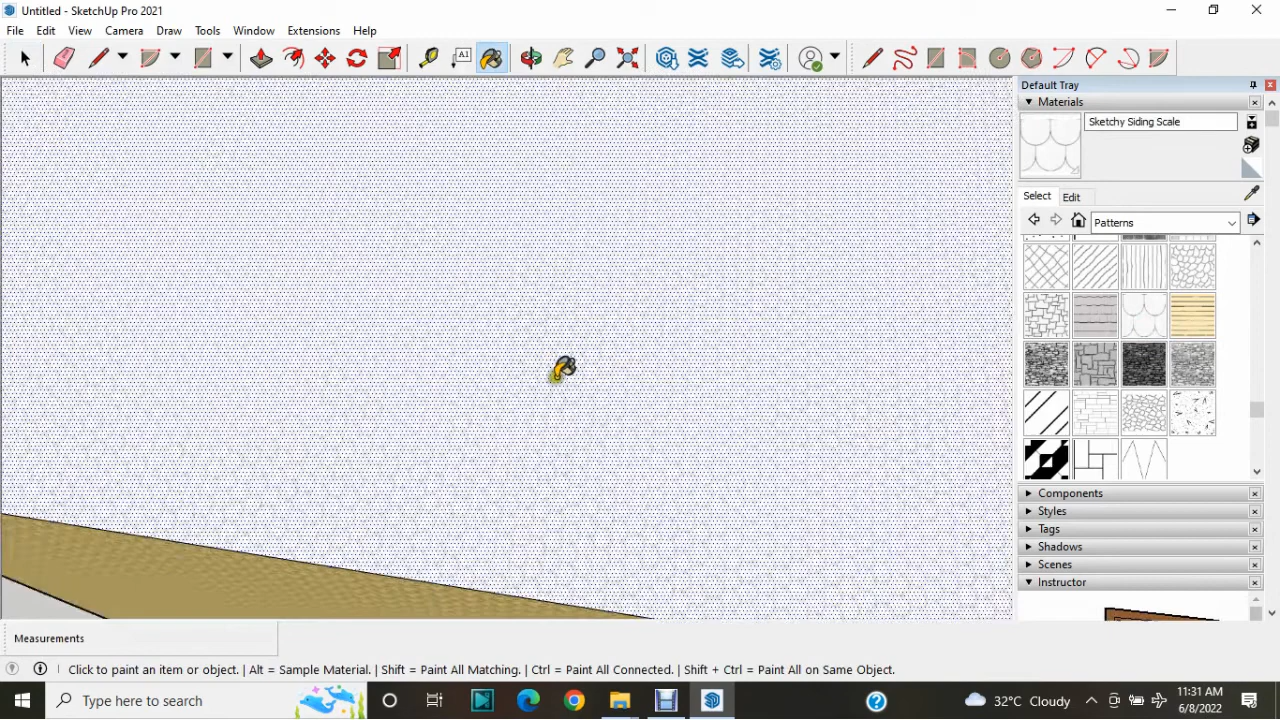 Untitled - SketchUp Pro 2021
File Edit View Camera Draw Tools Window Extensions Help
A1
Default Tray
Materials
Sketchy Siding Scale
Select Edit
Patterns
Components
Styles
Tags
Shadows
Scenes
Instructor
Measurements
Click to paint an item or object. | Alt = Sample Material. | Shift = Paint All Matching. | Ctrl = Paint All Connected. | Shift + Ctrl = Paint All on Same Object.
Type here to search
32°C Cloudy
11:31 AM
6/8/2022